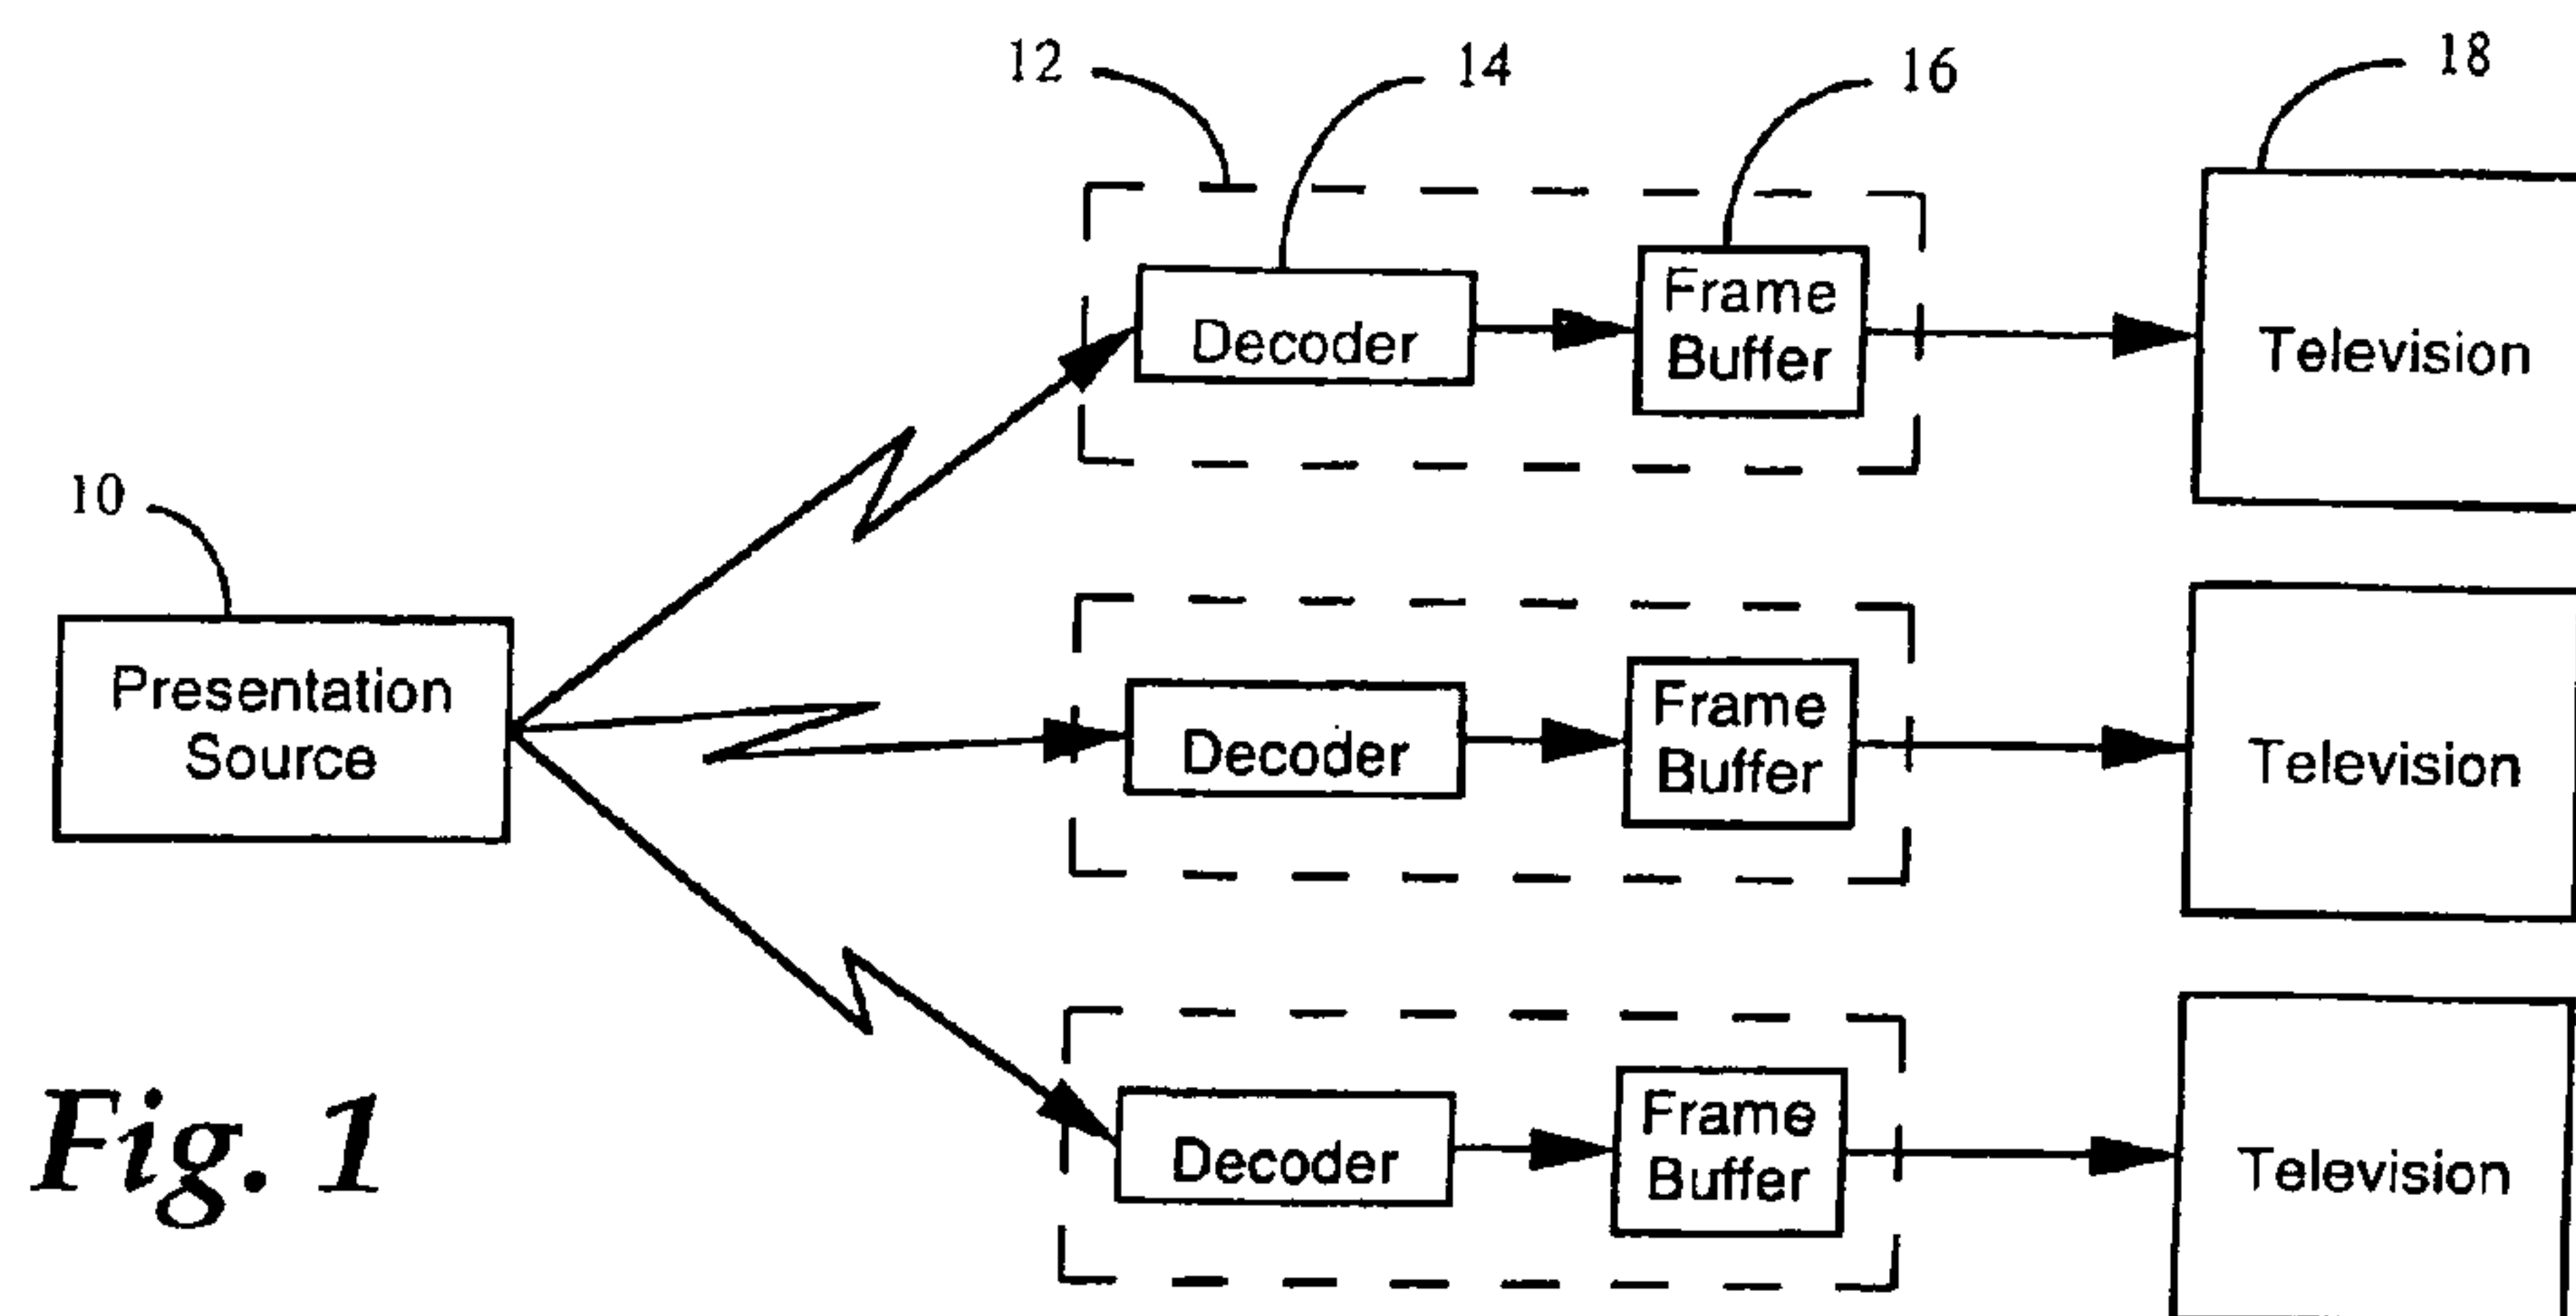 12
14
16
18
Frame
Buffer
Decoder
Television
10
Presentation
Source
Frame
Buffer
Decoder
Television
Frame
Buffer
Decoder
Television
Fig. 1